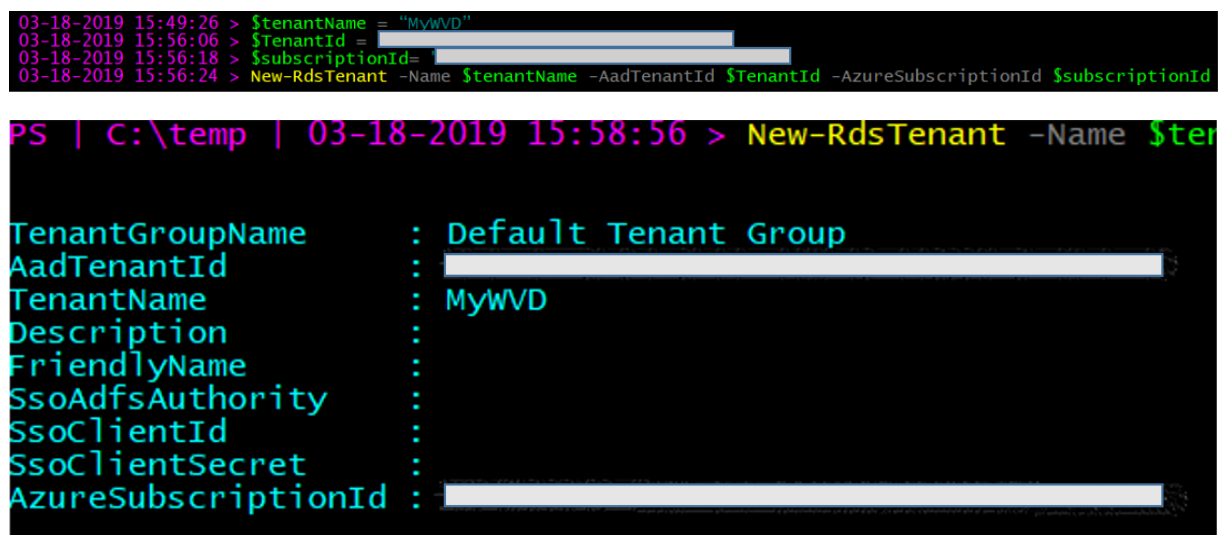 03-18-2019 15:49:26 > $tenantName = “MyWVD”
03-18-2019 15:56:06 > $TenantId =
03-18-2019 15:56:18 > $subscriptionId= "
03-18-2019 15:56:24 > New-RdsTenant -Name $tenantName -AadTenantId $TenantId -AzureSubscriptionId $subscriptionId
PS | C:\temp | 03-18-2019 15:58:56 > New-RdsTenant -Name $ter
TenantGroupName : Default Tenant Group
AadTenantId :
TenantName : MyWVD
Description :
FriendlyName :
SsoAdfsAuthority :
SsoClientId :
SsoClientSecret :
AzureSubscriptionId :